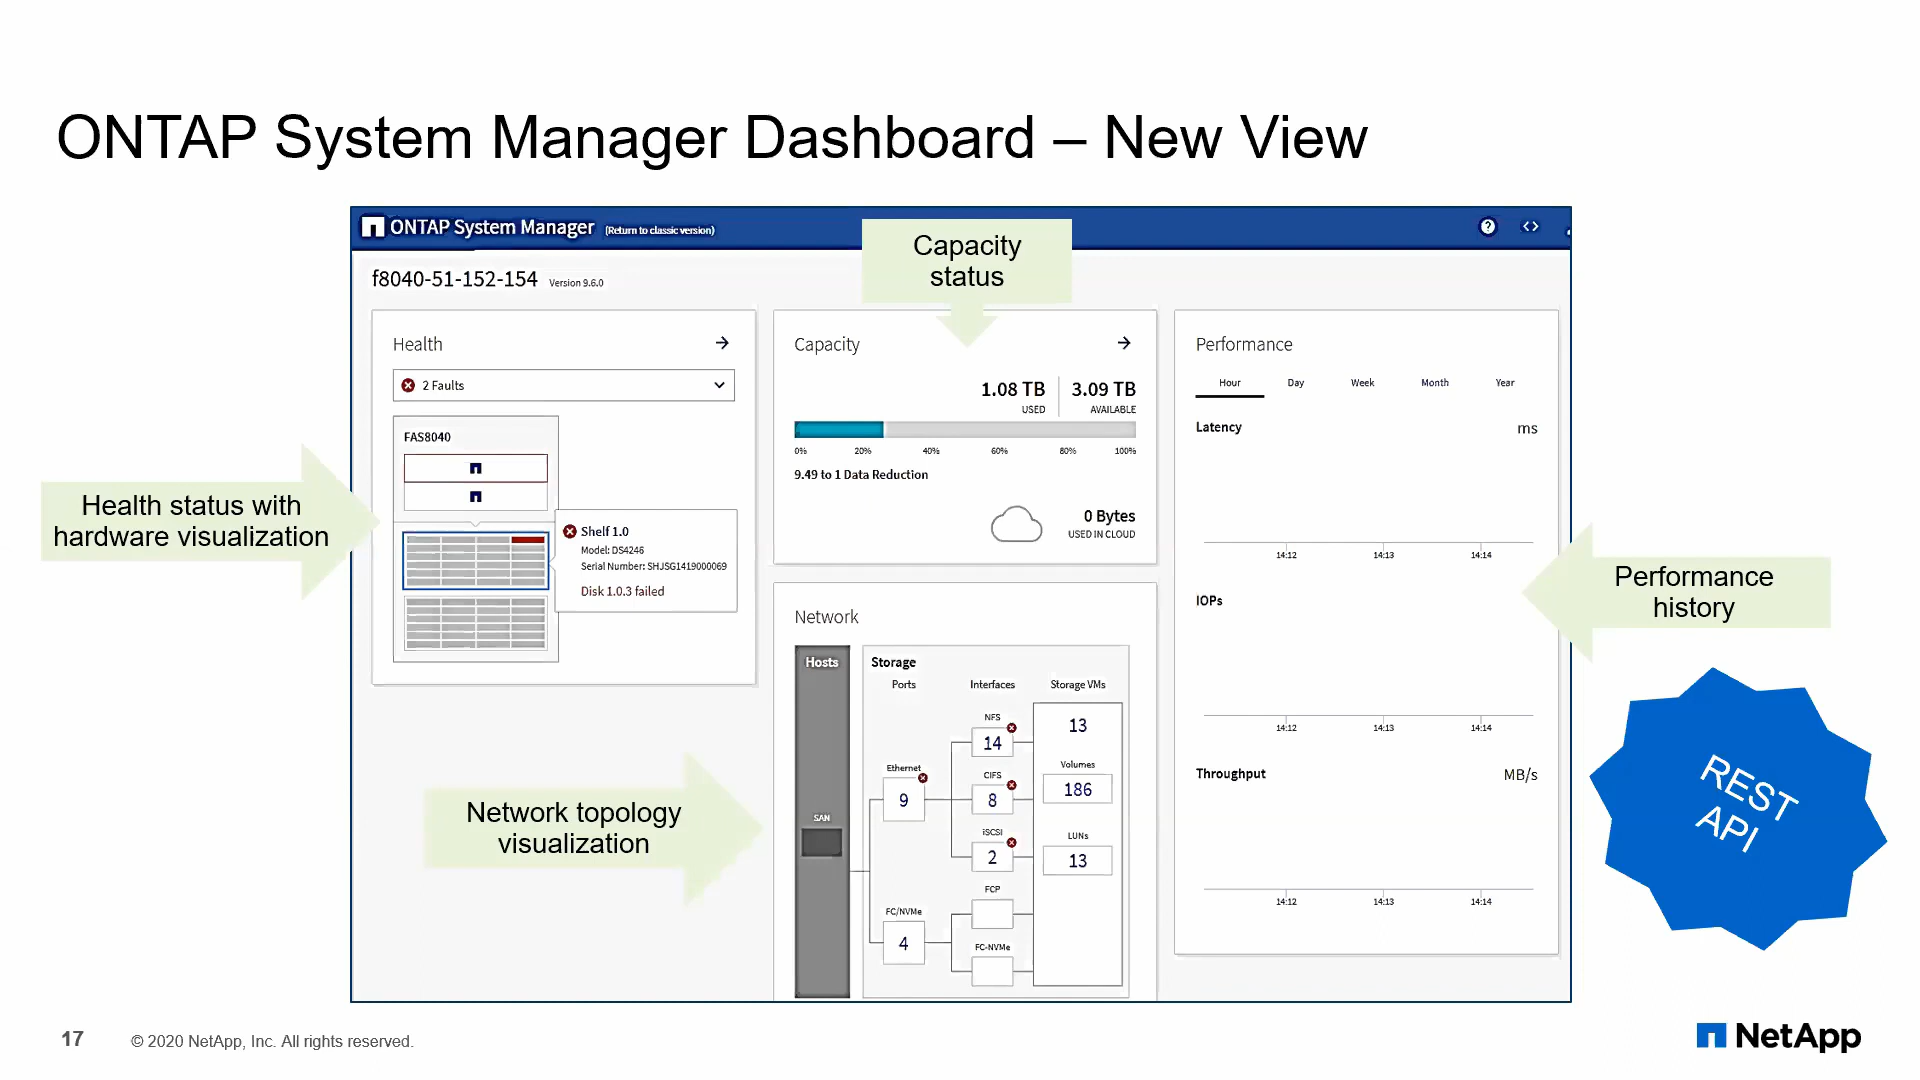 ONTAP System Manager Dashboard – New View
ONTAP System Manager (Return to classic version)
?
<>
Capacity
status
f8040-51-152-154 Version 9.6.0
Health
2 Faults
FAS8040
Shelf 1.0
Model: DS4246
Serial Number: SHJSG1419000069
Disk 1.0.3 failed
Health status with
hardware visualization
Capacity
1.08 TB
USED
3.09 TB
AVAILABLE
0% 20% 40% 60% 80% 100%
9.49 to 1 Data Reduction
0 Bytes
USED IN CLOUD
Network
Hosts
SAN
Storage
Ports Interfaces Storage VMs
NFS
14
13
Ethernet
9
CIFS
8
Volumes
186
iSCSI
2
LUNs
13
FCP
FC/NVMe
4
FC-NVMe
Network topology
visualization
Performance
Hour Day Week Month Year
Latency ms
14:12 14:13 14:14
IOPs
14:12 14:13 14:14
Throughput MB/s
14:12 14:13 14:14
Performance
history
REST
API
17
© 2020 NetApp, Inc. All rights reserved.
NetApp